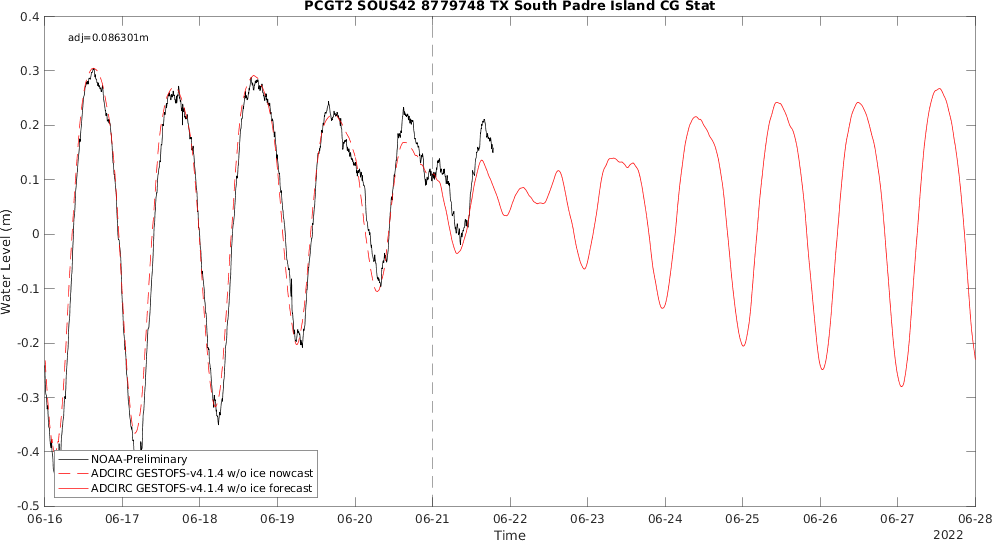 PCGT2 SOUS42 8779748 TX South Padre Island CG Stat
adj=0.086301m
0.4
0.3
0.2
0.1
0
-0.1
-0.2
-0.3
-0.4
-0.5
Water Level (m)
NOAA-Preliminary
ADCIRC GESTOFS-v4.1.4 w/o ice nowcast
ADCIRC GESTOFS-v4.1.4 w/o ice forecast
06-16 06-17 06-18 06-19 06-20 06-21 06-22 06-23 06-24 06-25 06-26 06-27 06-28
Time
2022